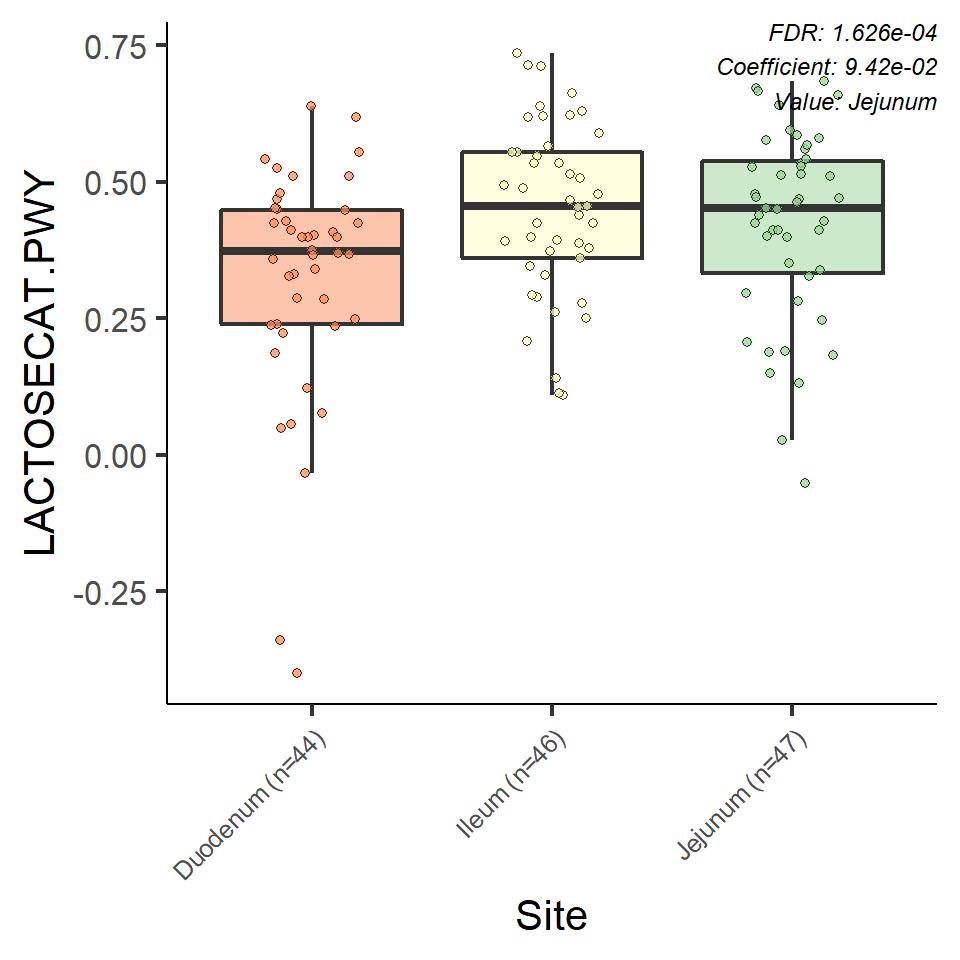 FDR: 1.626e-04
Coefficient: 9.42e-02
Value: Jejunum
LACTOSECAT.PWY
0.75
0.50
0.25
0.00
-0.25
Duodenum (n=44)
Ileum (n=46)
Jejunum (n=47)
Site